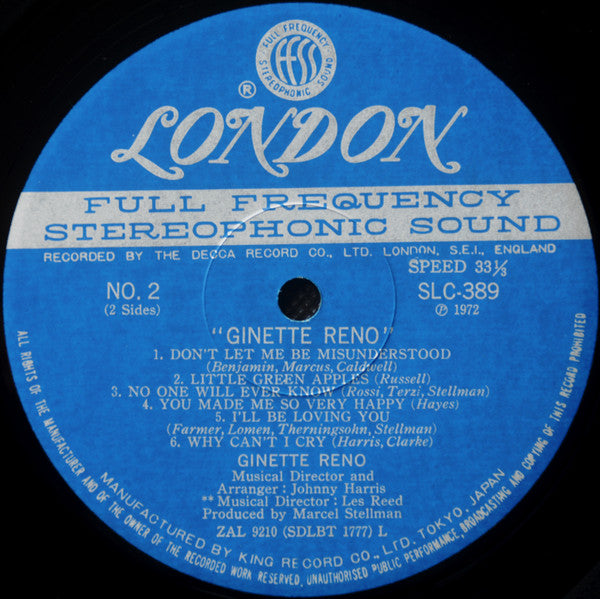 FULL FREQUENCY
ffss
STEREOPHONIC SOUND
® LONDON
FULL FREQUENCY
STEREOPHONIC SOUND
RECORDED BY THE DECCA RECORD CO., LTD. LONDON, S.E.I., ENGLAND
SPEED 33⅓
NO. 2
SLC-389
(2 Sides)
℗ 1972
"GINETTE RENO"
1. DON'T LET ME BE MISUNDERSTOOD
(Benjamin, Marcus, Caldwell)
2. LITTLE GREEN APPLES (Russell)
3. NO ONE WILL EVER KNOW (Rossi, Terzi, Stellman)
4. YOU MADE ME SO VERY HAPPY (Hayes)
5. I'LL BE LOVING YOU
(Farmer, Lomen, Therningsohn, Stellman)
6. WHY CAN'T I CRY (Harris, Clarke)
GINETTE RENO
Musical Director and
Arranger : Johnny Harris
**Musical Director : Les Reed
Produced by Marcel Stellman
ZAL 9210 (SDLBT 1777) L
MANUFACTURED BY KING RECORD CO., LTD. TOKYO, JAPAN
ALL RIGHTS OF THE MANUFACTURER AND OF THE OWNER OF THE RECORDED WORK RESERVED, UNAUTHORISED PUBLIC PERFORMANCE, BROADCASTING AND COPYING OF THIS RECORD PROHIBITED